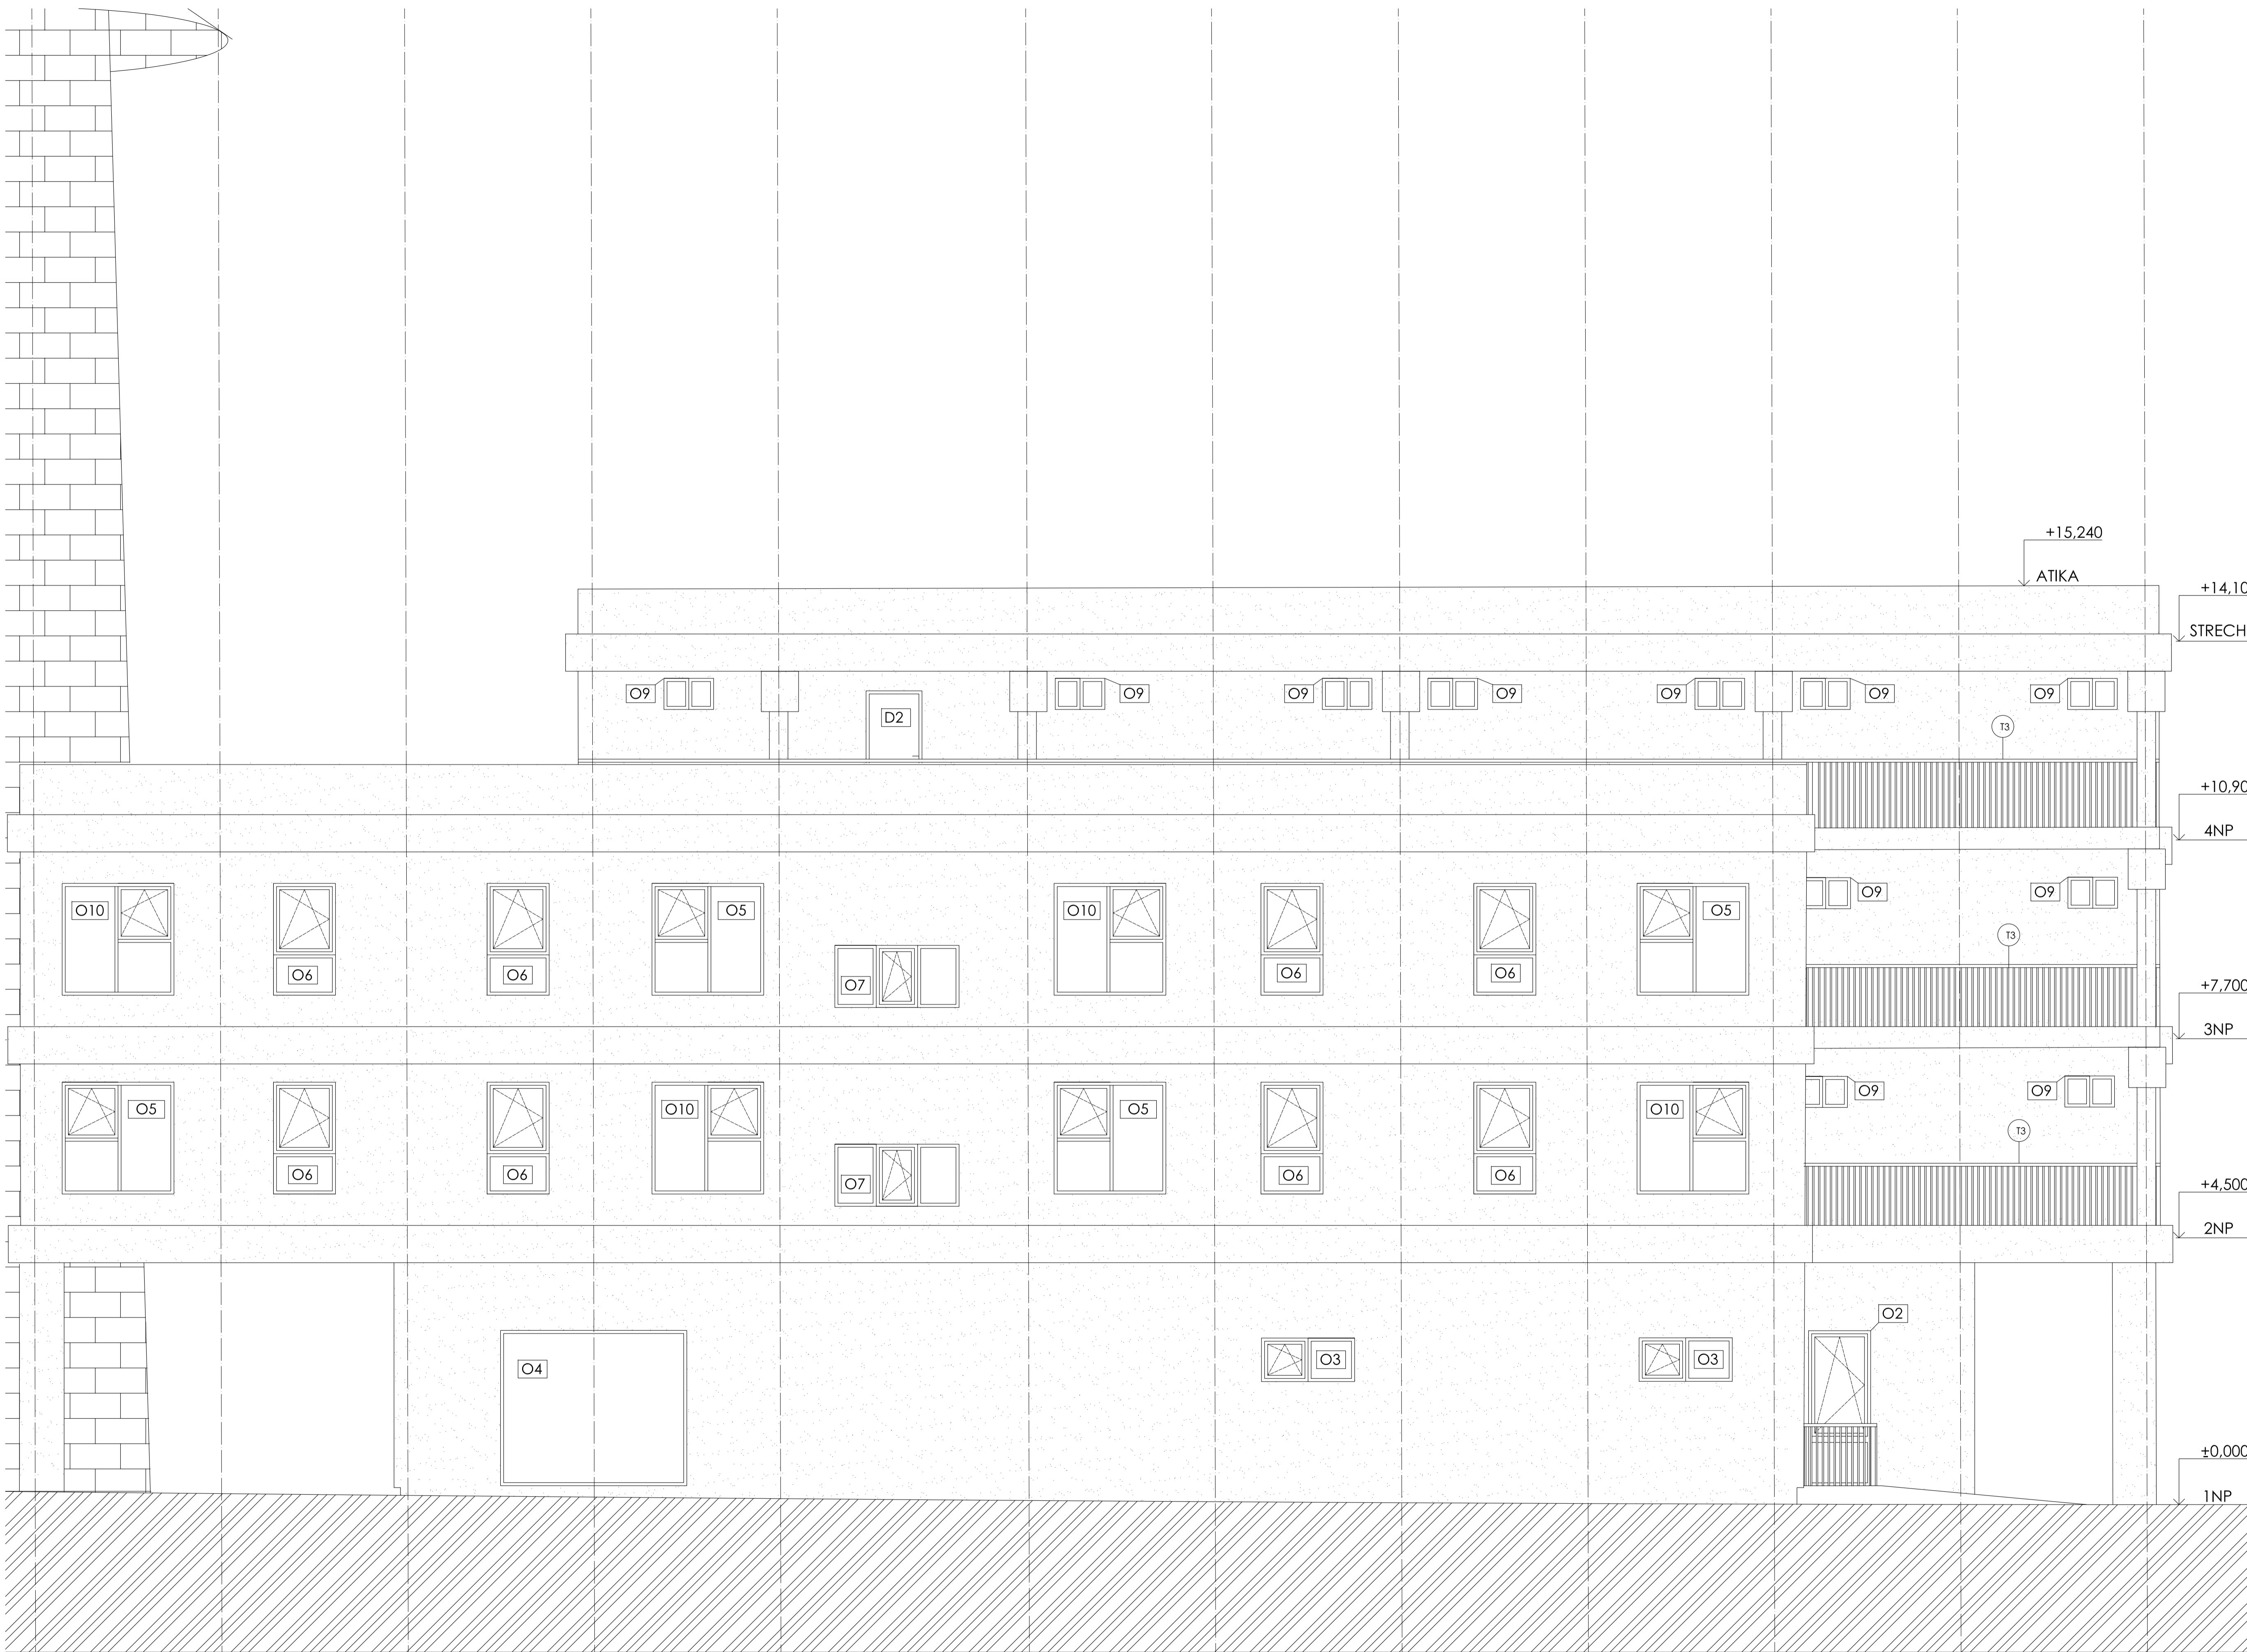 +15,240
ATIKA
+14,10
STRECH
O9
D2
O9
O9
O9
O9
O9
O9
T3
+10,90
4NP
O10
O6
O6
O5
O7
O10
O6
O6
O5
O9
O9
T3
+7,700
3NP
O5
O6
O6
O10
O7
O5
O6
O6
O10
O9
O9
T3
+4,500
2NP
O4
O3
O3
O2
±0,000
1NP